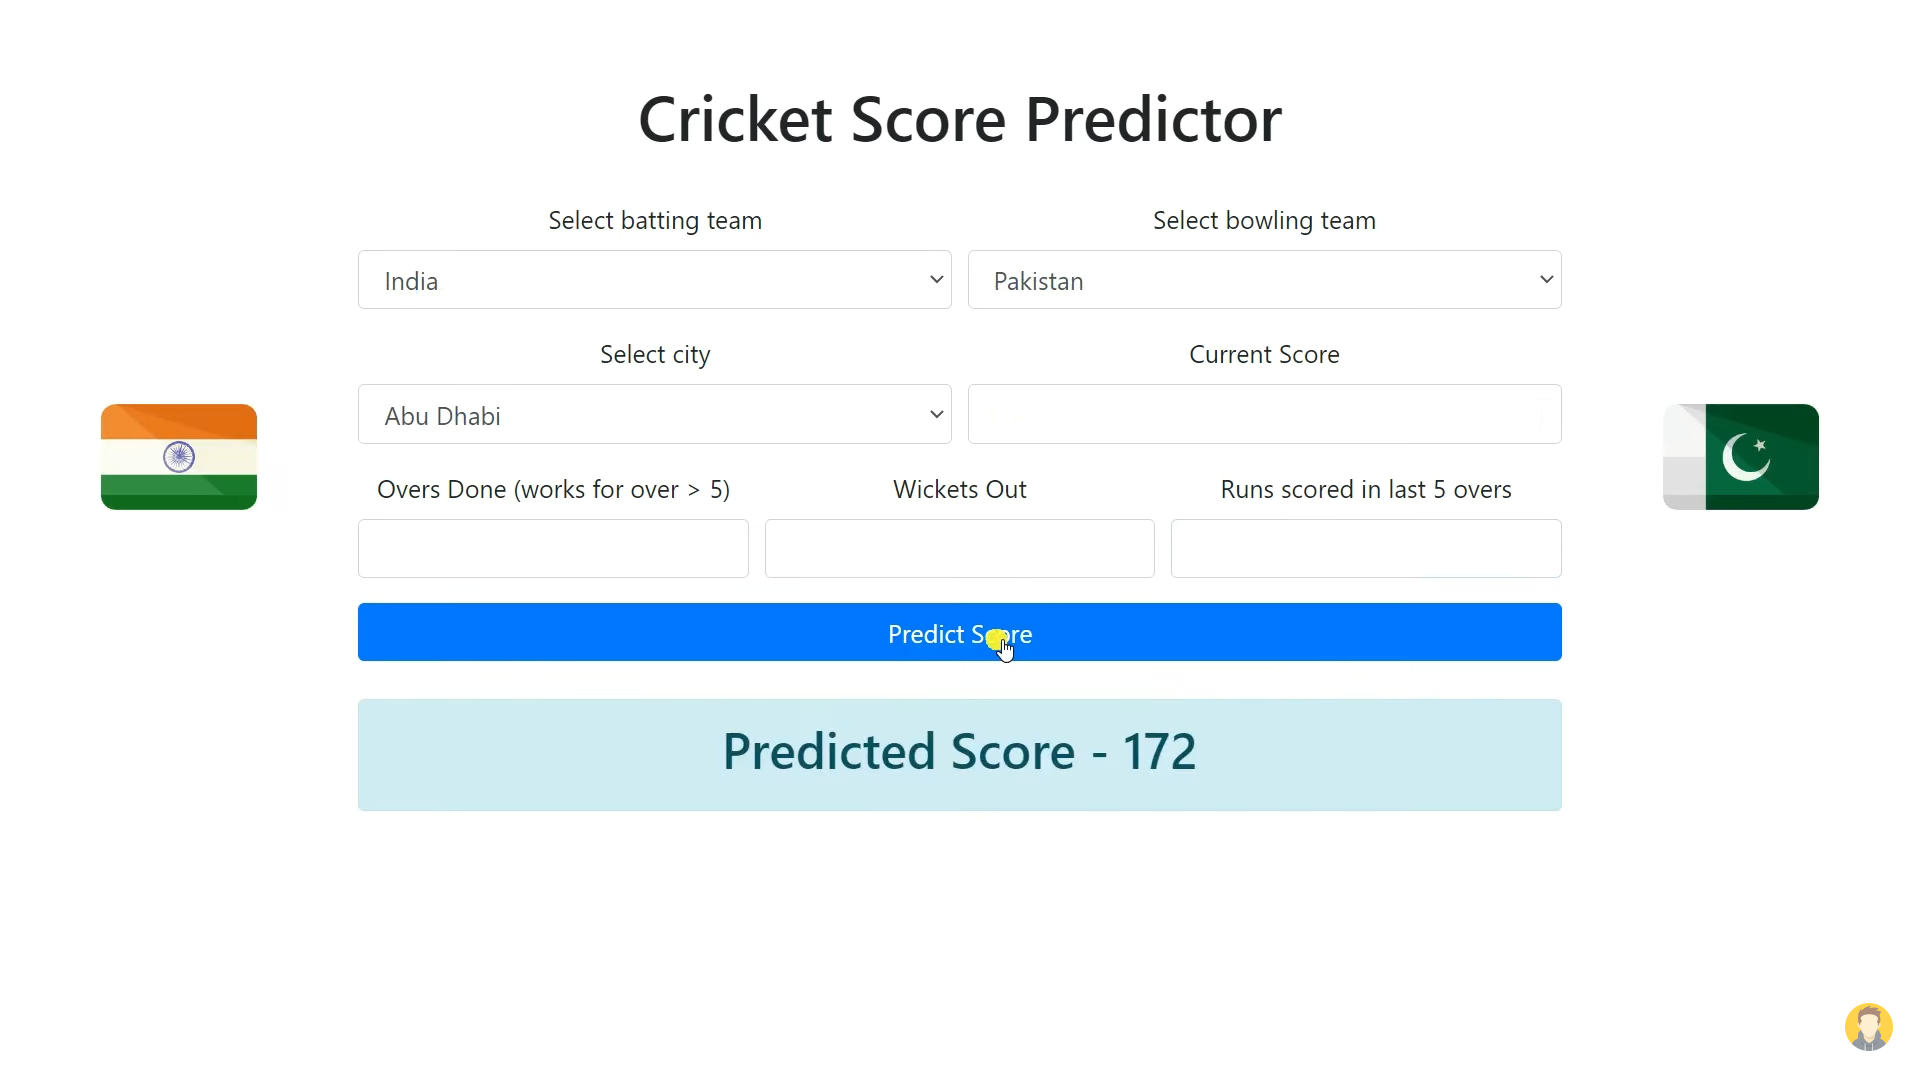 Cricket Score Predictor
Select batting team
Select bowling team
India
Pakistan
Select city
Current Score
Abu Dhabi
Overs Done (works for over > 5)
Wickets Out
Runs scored in last 5 overs
Predict Score
Predicted Score - 172